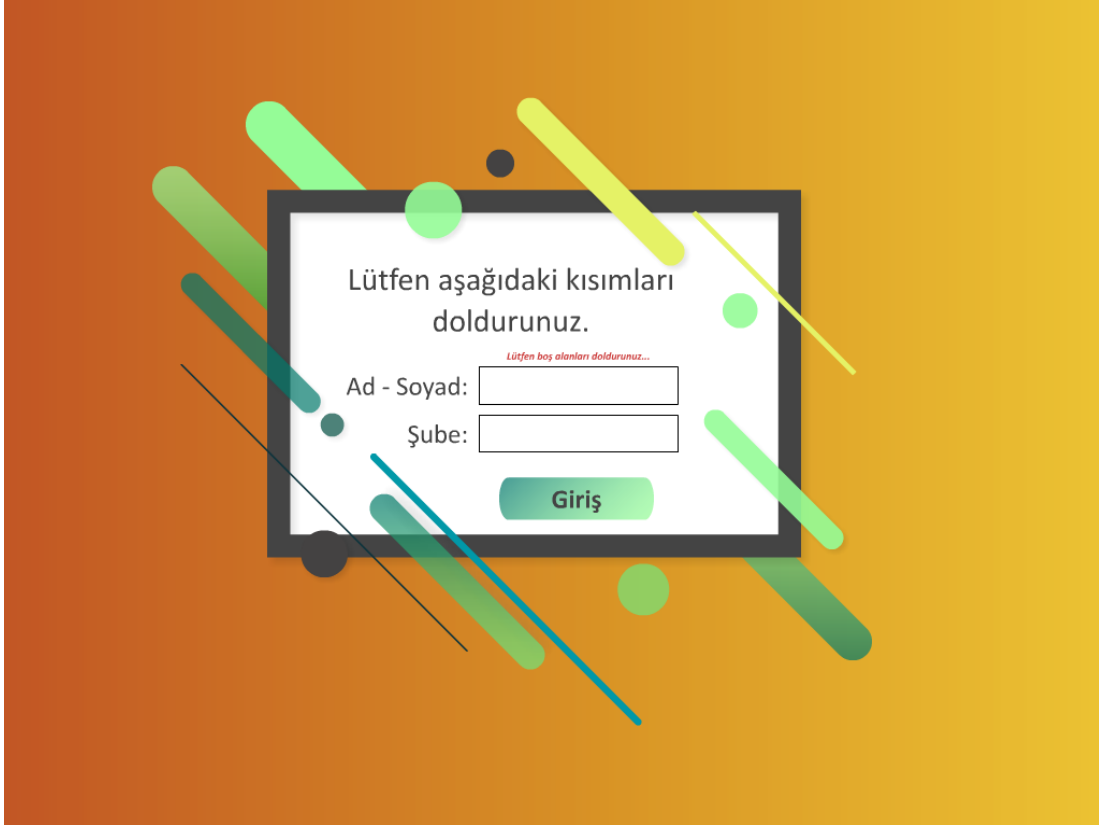 Lütfen aşağıdaki kısımları
doldurunuz.
Lütfen boş alanları doldurunuz...
Ad - Soyad:
Şube:
Giriş